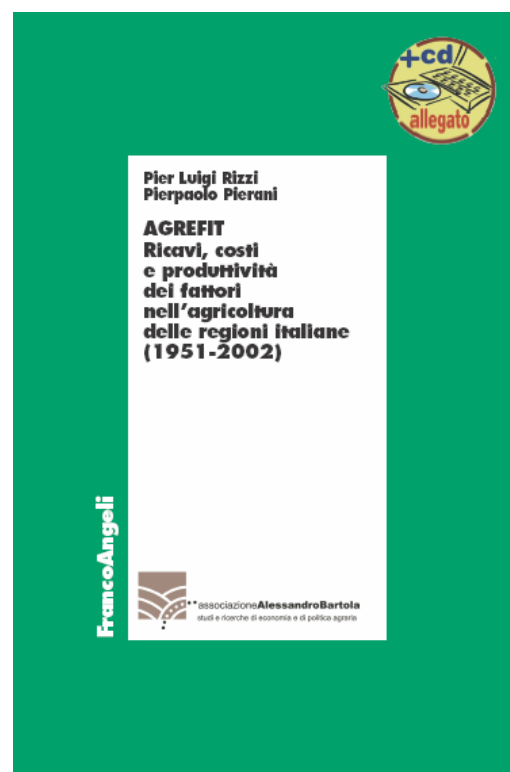 +cd
allegato
Pier Luigi Rizzi
Pierpaolo Pierani
AGREFIT
Ricavi, costi
e produttività
dei fattori
nell'agricoltura
delle regioni italiane
(1951-2002)
FrancoAngeli
associazioneAlessandroBartola
studi e ricerche di economia e di politica agraria